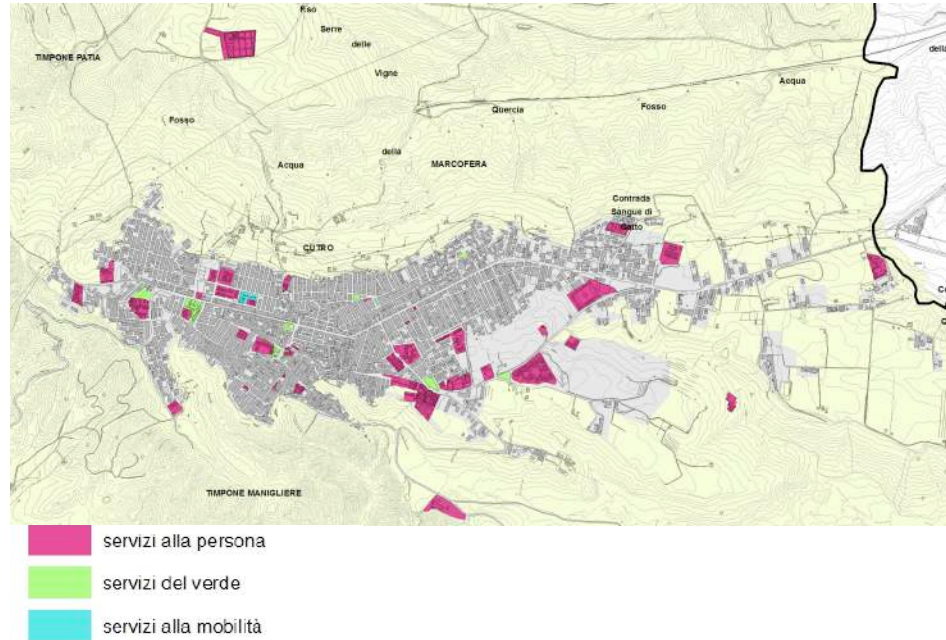 Serre
TIMPONE PATIA
delle
Vigne
Acqua
Quercia
Fosso
Fosso
della
MARCOFERA
Acqua
Contrada
Sangue di
Gatto
CUTRO
TIMPONE MANIGLIERE
servizi alla persona
servizi del verde
servizi alla mobilità